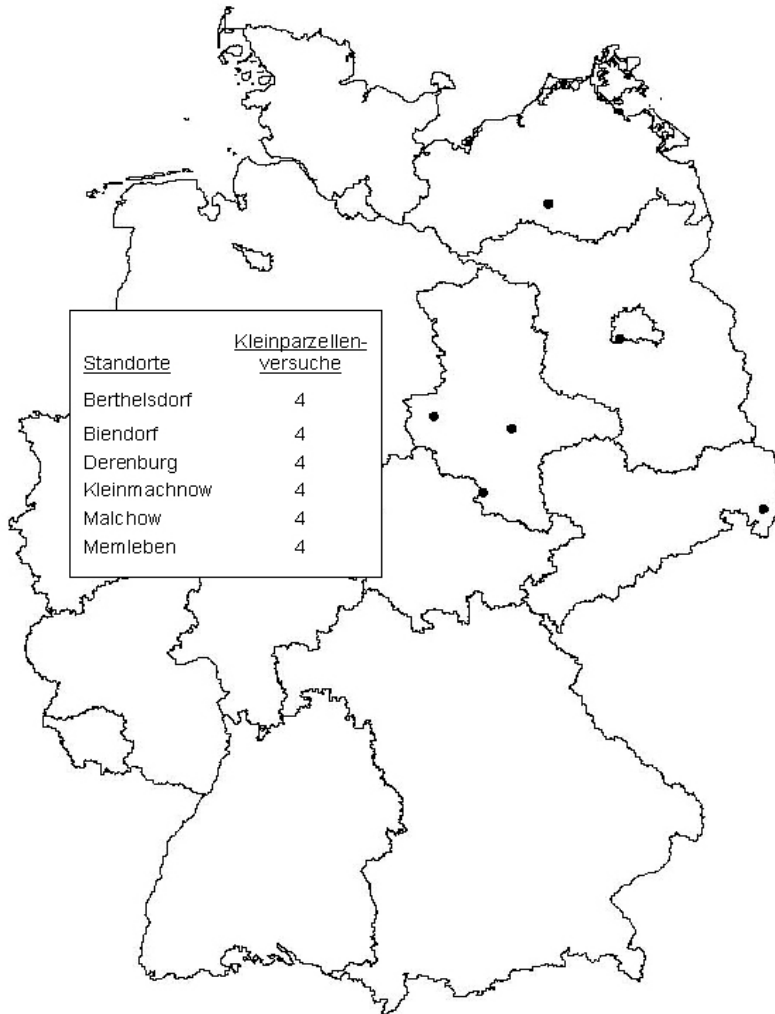 Kleinparzellen-
Standorte versuche
Berthelsdorf 4
Biendorf 4
Derenburg 4
Kleinmachnow 4
Malchow 4
Memleben 4